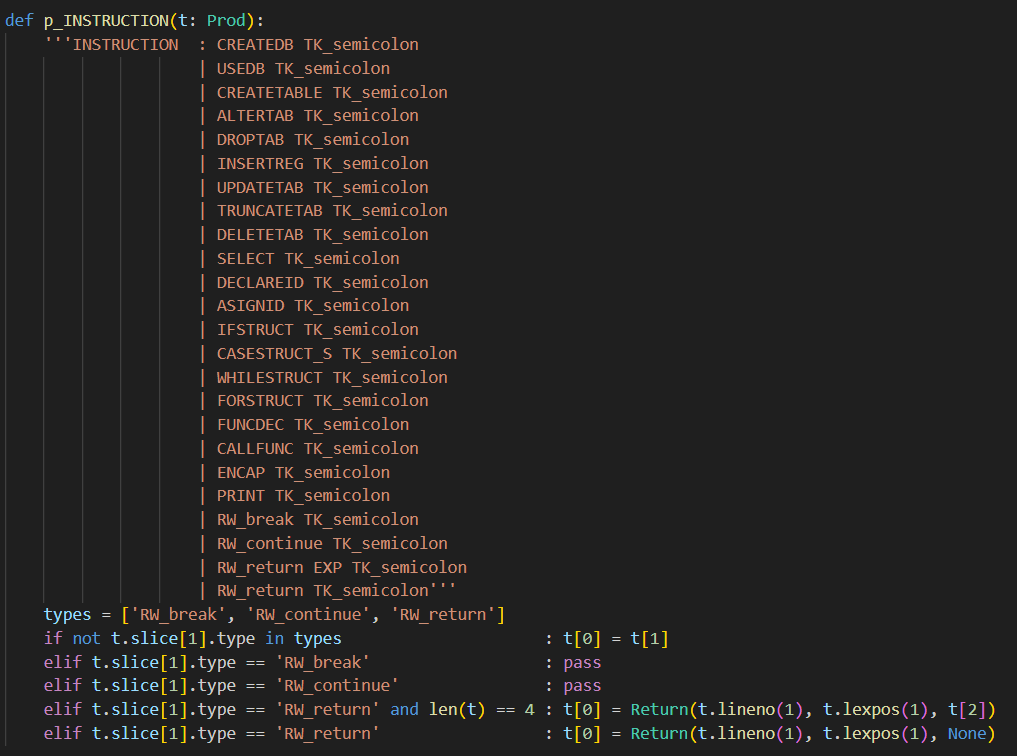 def p_INSTRUCTION(t: Prod):
    '''INSTRUCTION  : CREATEDB TK_semicolon
                    | USEDB TK_semicolon
                    | CREATETABLE TK_semicolon
                    | ALTERTAB TK_semicolon
                    | DROPTAB TK_semicolon
                    | INSERTREG TK_semicolon
                    | UPDATETAB TK_semicolon
                    | TRUNCATETAB TK_semicolon
                    | DELETETAB TK_semicolon
                    | SELECT TK_semicolon
                    | DECLAREID TK_semicolon
                    | ASIGNID TK_semicolon
                    | IFSTRUCT TK_semicolon
                    | CASESTRUCT_S TK_semicolon
                    | WHILESTRUCT TK_semicolon
                    | FORSTRUCT TK_semicolon
                    | FUNCDEC TK_semicolon
                    | CALLFUNC TK_semicolon
                    | ENCAP TK_semicolon
                    | PRINT TK_semicolon
                    | RW_break TK_semicolon
                    | RW_continue TK_semicolon
                    | RW_return EXP TK_semicolon
                    | RW_return TK_semicolon'''
    types = ['RW_break', 'RW_continue', 'RW_return']
    if not t.slice[1].type in types                     : t[0] = t[1]
    elif t.slice[1].type == 'RW_break'                  : pass
    elif t.slice[1].type == 'RW_continue'               : pass
    elif t.slice[1].type == 'RW_return' and len(t) == 4 : t[0] = Return(t.lineno(1), t.lexpos(1), t[2])
    elif t.slice[1].type == 'RW_return'                 : t[0] = Return(t.lineno(1), t.lexpos(1), None)